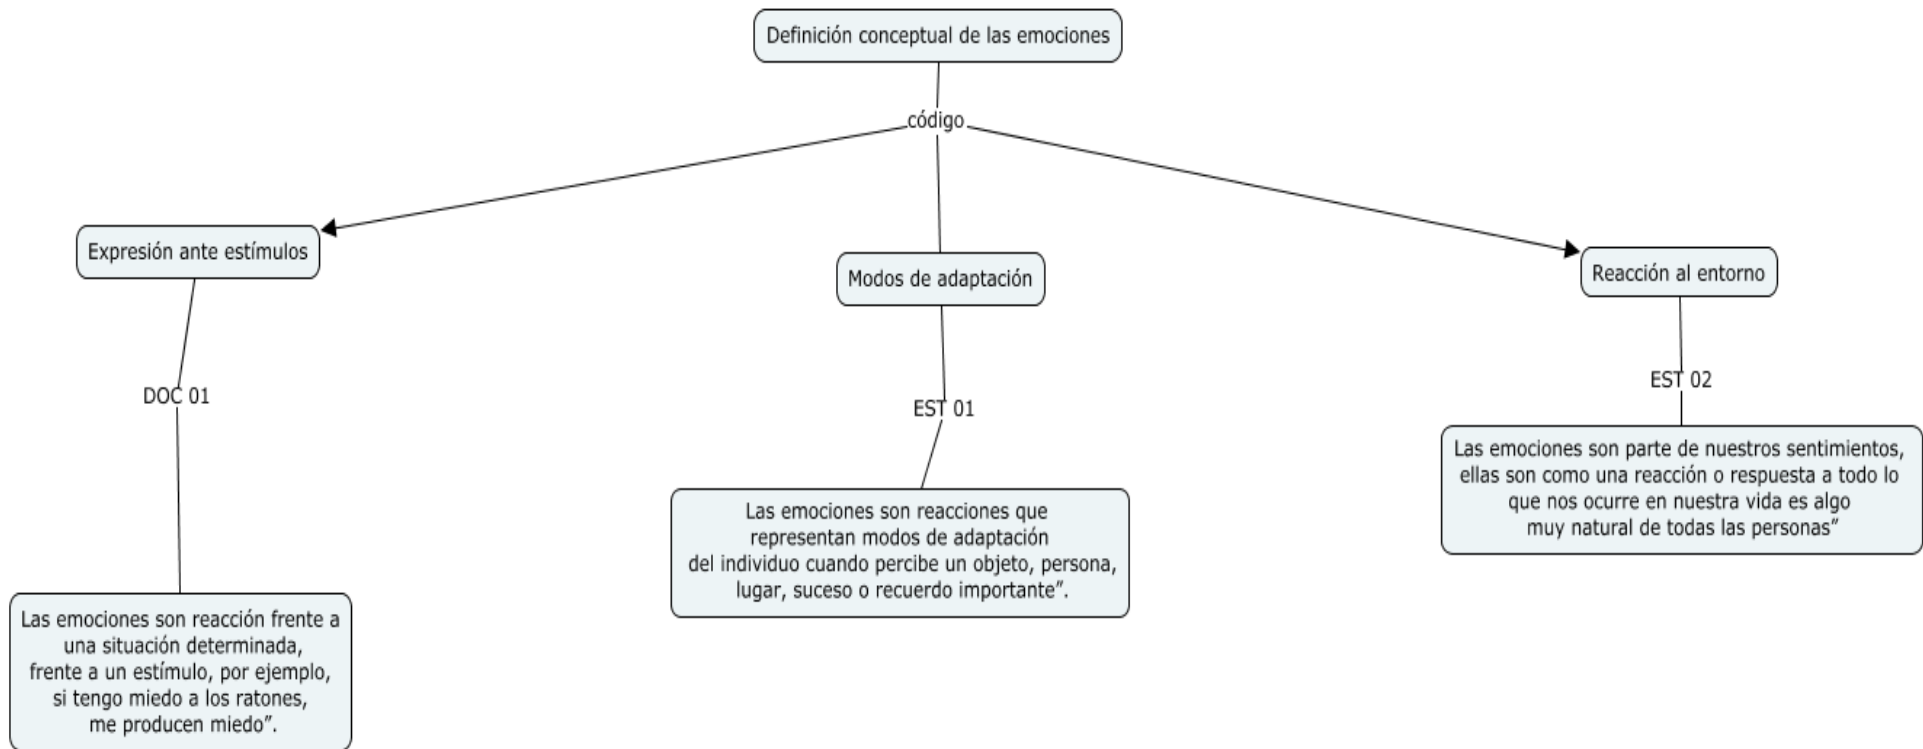 Definición conceptual de las emociones
código
Expresión ante estímulos
Modos de adaptación
Reacción al entorno
DOC 01
EST 01
EST 02
Las emociones son reacción frente a
una situación determinada,
frente a un estímulo, por ejemplo,
si tengo miedo a los ratones,
me producen miedo”.
Las emociones son reacciones que
representan modos de adaptación
del individuo cuando percibe un objeto, persona,
lugar, suceso o recuerdo importante”.
Las emociones son parte de nuestros sentimientos,
ellas son como una reacción o respuesta a todo lo
que nos ocurre en nuestra vida es algo
muy natural de todas las personas”